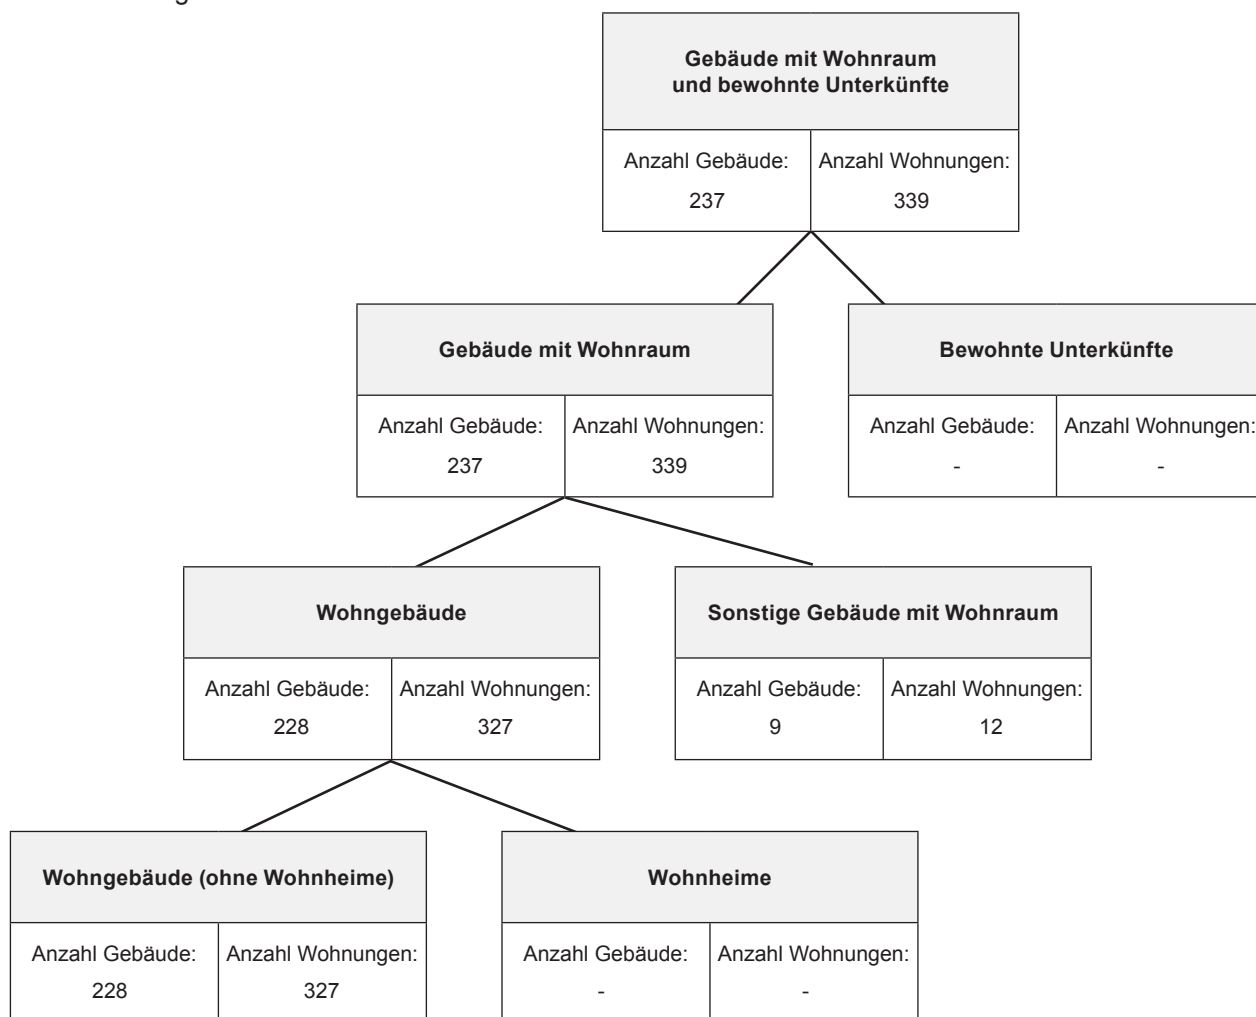 Gebäude mit Wohnraum
und bewohnte Unterkünfte
Anzahl Gebäude: Anzahl Wohnungen:
237 339
Gebäude mit Wohnraum
Anzahl Gebäude: Anzahl Wohnungen:
237 339
Bewohnte Unterkünfte
Anzahl Gebäude: Anzahl Wohnungen:
- -
Wohngebäude
Anzahl Gebäude: Anzahl Wohnungen:
228 327
Sonstige Gebäude mit Wohnraum
Anzahl Gebäude: Anzahl Wohnungen:
9 12
Wohngebäude (ohne Wohnheime)
Anzahl Gebäude: Anzahl Wohnungen:
228 327
Wohnheime
Anzahl Gebäude: Anzahl Wohnungen:
- -